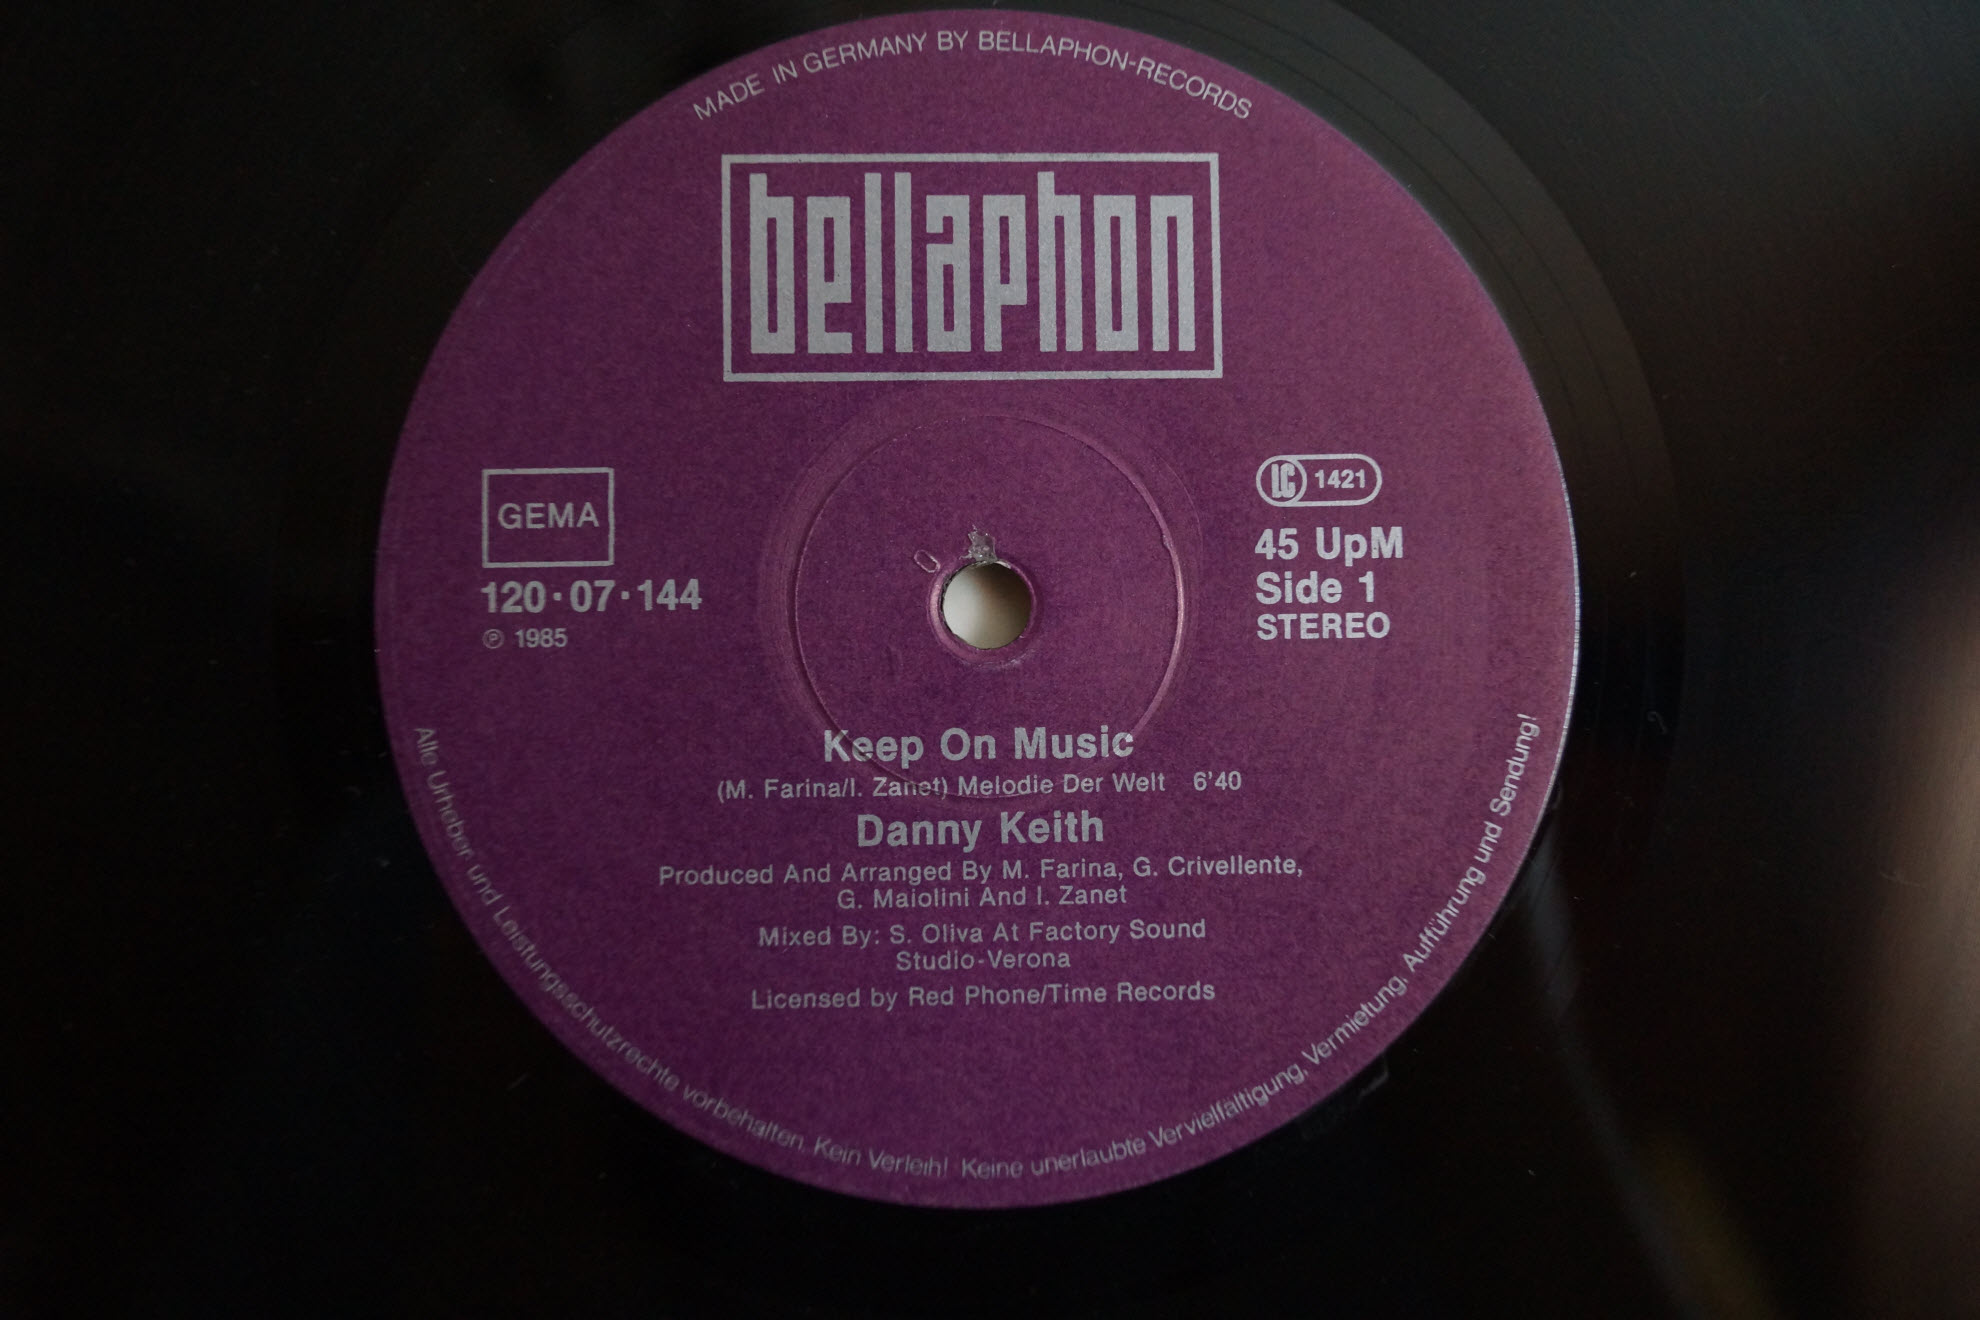 MADE IN GERMANY BY BELLAPHON-RECORDS
bellaphon
GEMA
120·07·144
℗ 1985
LC 1421
45 UpM
Side 1
STEREO
Keep On Music
(M. Farina/I. Zanet) Melodie Der Welt 6'40
Danny Keith
Produced And Arranged By M. Farina, G. Crivellente,
G. Maiolini And I. Zanet
Mixed By: S. Oliva At Factory Sound
Studio-Verona
Licensed by Red Phone/Time Records
Alle Urheber und Leistungsschutzrechte vorbehalten. Kein Verleih! Keine unerlaubte Vervielfältigung, Vermietung, Aufführung und Sendung!